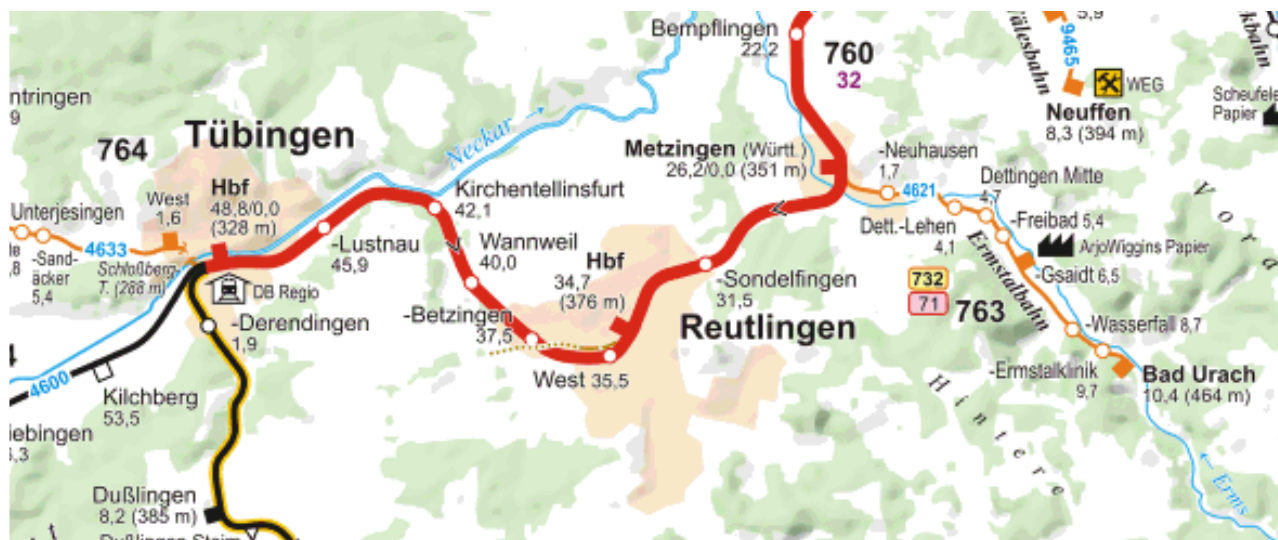 Bempflingen
22,2
5,9
760
32
9465
WEG
Neuffen
8,3 (394 m)
Scheufele
Papier
ntringen
9
764
Tübingen
Neckar →
Metzingen (Württ.)
26,2/0,0 (351 m)
-Neuhausen
1,7
4621
Dettingen Mitte
4,7
Dett.-Lehen
4,1
-Freibad 5,4
ArjoWiggins Papier
-Gsaidt 6,5
Ermstalbahn
West
1,6
Hbf
48,8/0,0
(328 m)
Kirchentellinsfurt
42,1
Unterjesingen
4633
-Sand-
äcker
5,4
Schloßberg-
T. (288 m)
DB Regio
-Lustnau
45,9
Wannweil
40,0
Hbf
34,7
(376 m)
-Sondelfingen
31,5
732
71
763
-Betzingen
37,5
Reutlingen
West 35,5
-Derendingen
1,9
-Wasserfall 8,7
-Ermstalklinik
9,7
Bad Urach
10,4 (464 m)
4600
Kilchberg
53,5
iebingen
Hintere
Vora
← Erms
Dußlingen
8,2 (385 m)